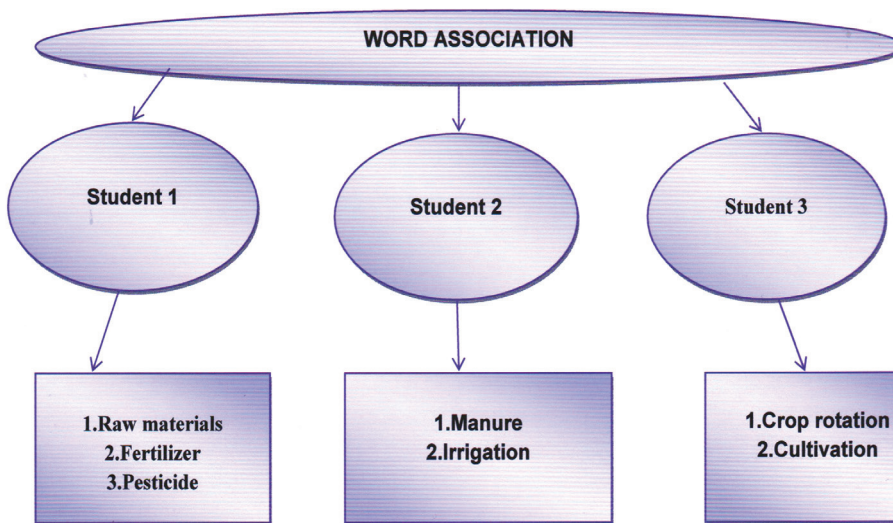 WORD ASSOCIATION
Student 1
Student 2
Student 3
1.Raw materials
2.Fertilizer
3.Pesticide
1.Manure
2.Irrigation
1.Crop rotation
2.Cultivation